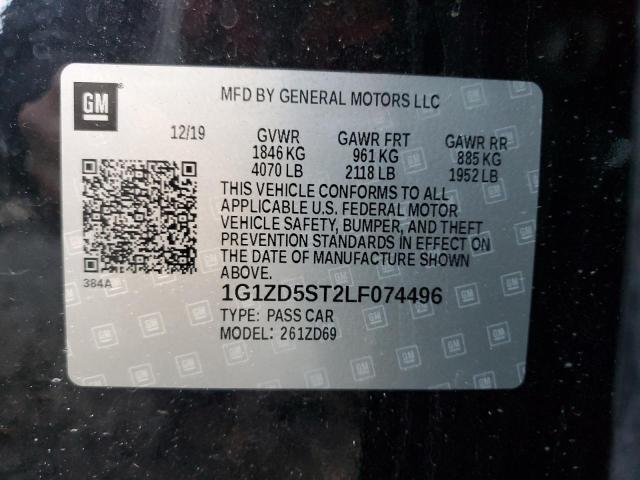 GM
MFD BY GENERAL MOTORS LLC
12/19 GVWR GAWR FRT GAWR RR
1846 KG 961 KG 885 KG
4070 LB 2118 LB 1952 LB
THIS VEHICLE CONFORMS TO ALL
APPLICABLE U.S. FEDERAL MOTOR
VEHICLE SAFETY, BUMPER, AND THEFT
PREVENTION STANDARDS IN EFFECT ON
THE DATE OF MANUFACTURE SHOWN
ABOVE.
384A
1G1ZD5ST2LF074496
TYPE: PASS CAR
MODEL: 261ZD69